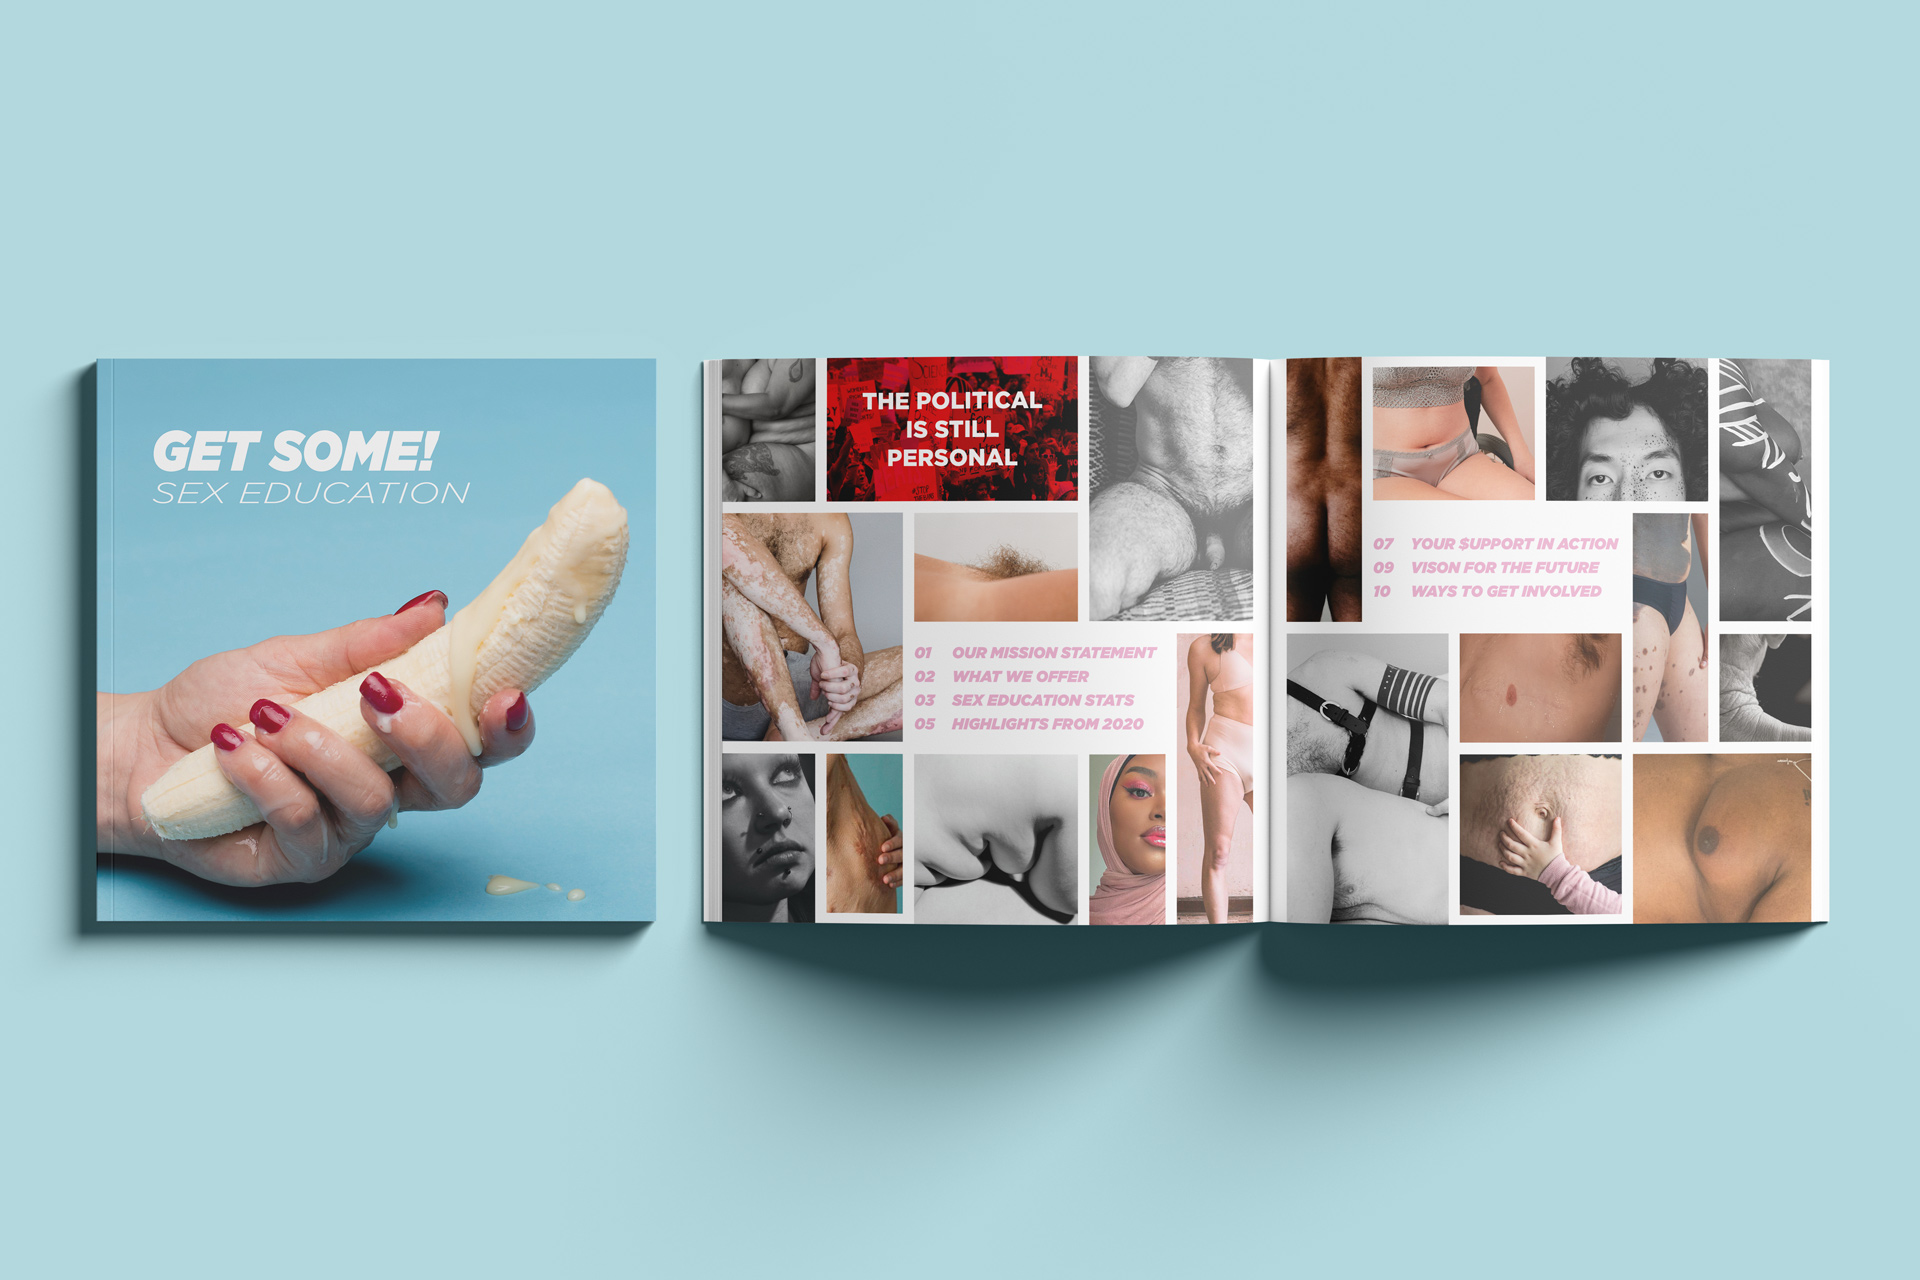 GET SOME!
SEX EDUCATION
THE POLITICAL
IS STILL
PERSONAL
01 OUR MISSION STATEMENT
02 WHAT WE OFFER
03 SEX EDUCATION STATS
05 HIGHLIGHTS FROM 2020
07 YOUR $UPPORT IN ACTION
09 VISON FOR THE FUTURE
10 WAYS TO GET INVOLVED